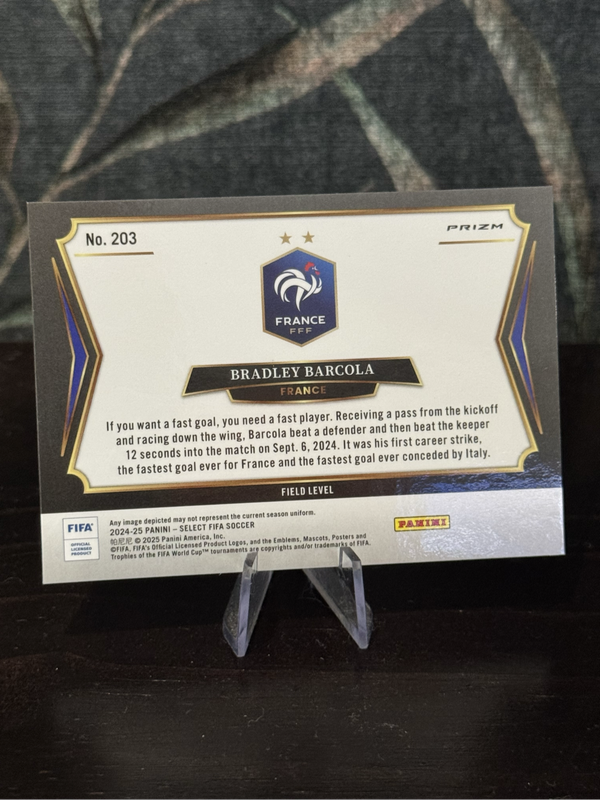 No. 203
PRIZM
FRANCE
FFF
BRADLEY BARCOLA
FRANCE
If you want a fast goal, you need a fast player. Receiving a pass from the kickoff
and racing down the wing, Barcola beat a defender and then beat the keeper
12 seconds into the match on Sept. 6, 2024. It was his first career strike,
the fastest goal ever for France and the fastest goal ever conceded by Italy.
FIELD LEVEL
FIFA®
OFFICIAL
LICENSED
PRODUCT
Any image depicted may not represent the current season uniform.
2024-25 PANINI – SELECT FIFA SOCCER
帕尼尼 © 2025 Panini America, Inc.
©FIFA, FIFA's Official Licensed Product Logos, and the Emblems, Mascots, Posters and
Trophies of the FIFA World Cup™ tournaments are copyrights and/or trademarks of FIFA.
PANINI